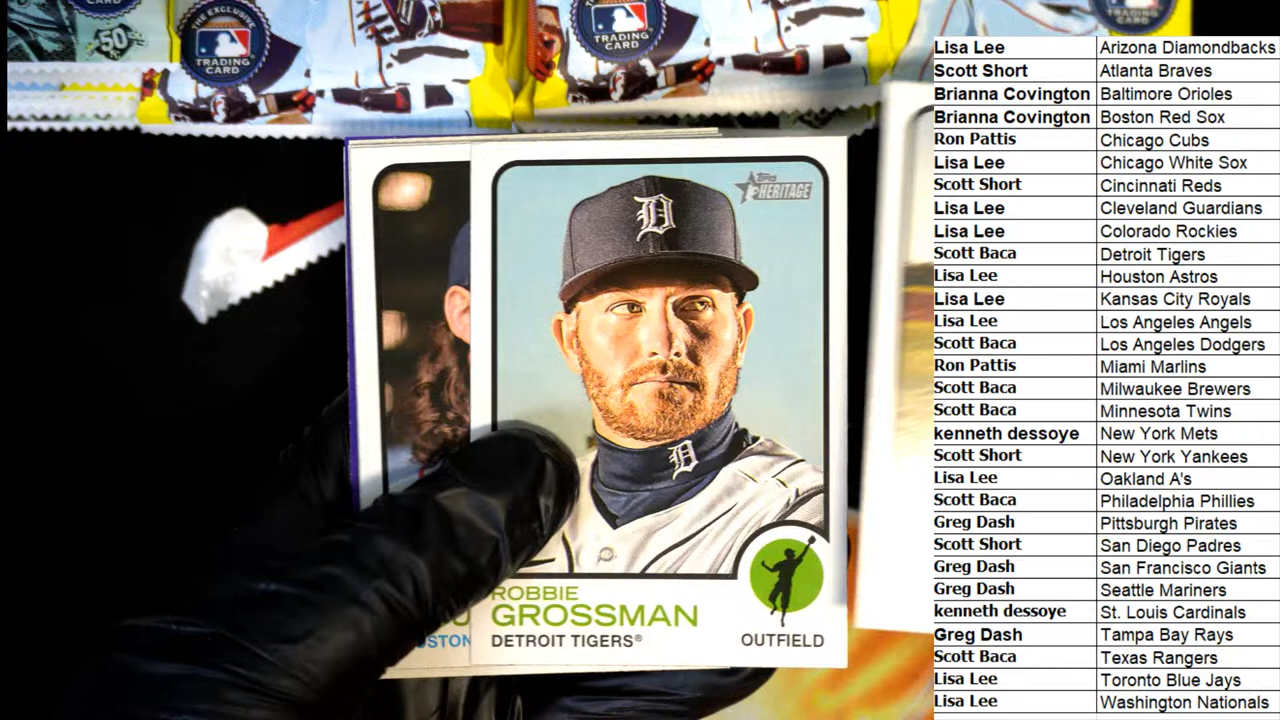 THE EXCLUSIVE
TRADING
CARD
TRADING
CARD
TRADING
CARD
50
Topps
HERITAGE
D
D
ROBBIE
GROSSMAN
DETROIT TIGERS®
OUTFIELD
USTON
Lisa Lee Arizona Diamondbacks
Scott Short Atlanta Braves
Brianna Covington Baltimore Orioles
Brianna Covington Boston Red Sox
Ron Pattis Chicago Cubs
Lisa Lee Chicago White Sox
Scott Short Cincinnati Reds
Lisa Lee Cleveland Guardians
Lisa Lee Colorado Rockies
Scott Baca Detroit Tigers
Lisa Lee Houston Astros
Lisa Lee Kansas City Royals
Lisa Lee Los Angeles Angels
Scott Baca Los Angeles Dodgers
Ron Pattis Miami Marlins
Scott Baca Milwaukee Brewers
Scott Baca Minnesota Twins
kenneth dessoye New York Mets
Scott Short New York Yankees
Lisa Lee Oakland A's
Scott Baca Philadelphia Phillies
Greg Dash Pittsburgh Pirates
Scott Short San Diego Padres
Greg Dash San Francisco Giants
Greg Dash Seattle Mariners
kenneth dessoye St. Louis Cardinals
Greg Dash Tampa Bay Rays
Scott Baca Texas Rangers
Lisa Lee Toronto Blue Jays
Lisa Lee Washington Nationals